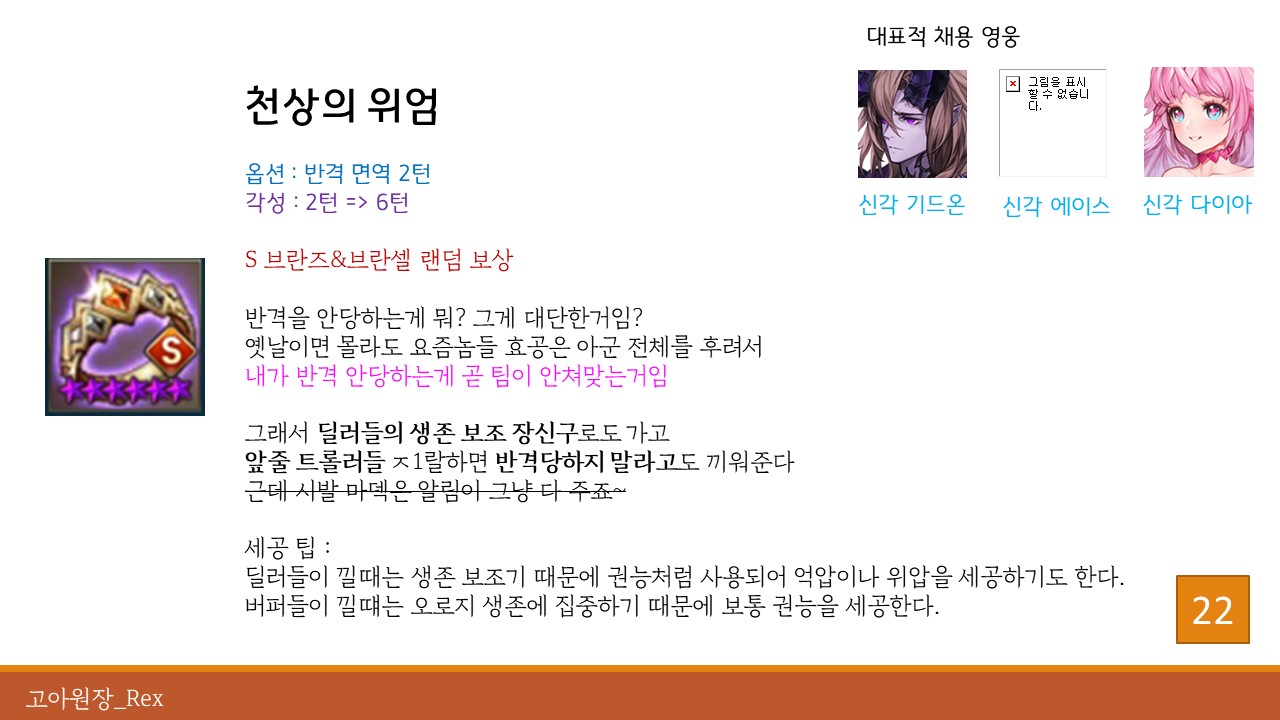 대표적 채용 영웅
그림을 표시
할 수 없습니
다.
신각 기드온
신각 에이스
신각 다이아
천상의 위엄
옵션 : 반격 면역 2턴
각성 : 2턴 => 6턴
S 브란즈&브란셀 랜덤 보상
S
반격을 안당하는게 뭐? 그게 대단한거임?
옛날이면 몰라도 요즘놈들 효공은 아군 전체를 후려서
내가 반격 안당하는게 곧 팀이 안쳐맞는거임
그래서 딜러들의 생존 보조 장신구로도 가고
앞줄 트롤러들 ㅈ1랄하면 반격당하지 말라고도 끼워준다
근데 시발 마덱은 알림이 그냥 다 주죠~
세공 팁 :
딜러들이 낄때는 생존 보조기 때문에 권능처럼 사용되어 억압이나 위압을 세공하기도 한다.
버퍼들이 낄떄는 오로지 생존에 집중하기 때문에 보통 권능을 세공한다.
22
고아원장_Rex